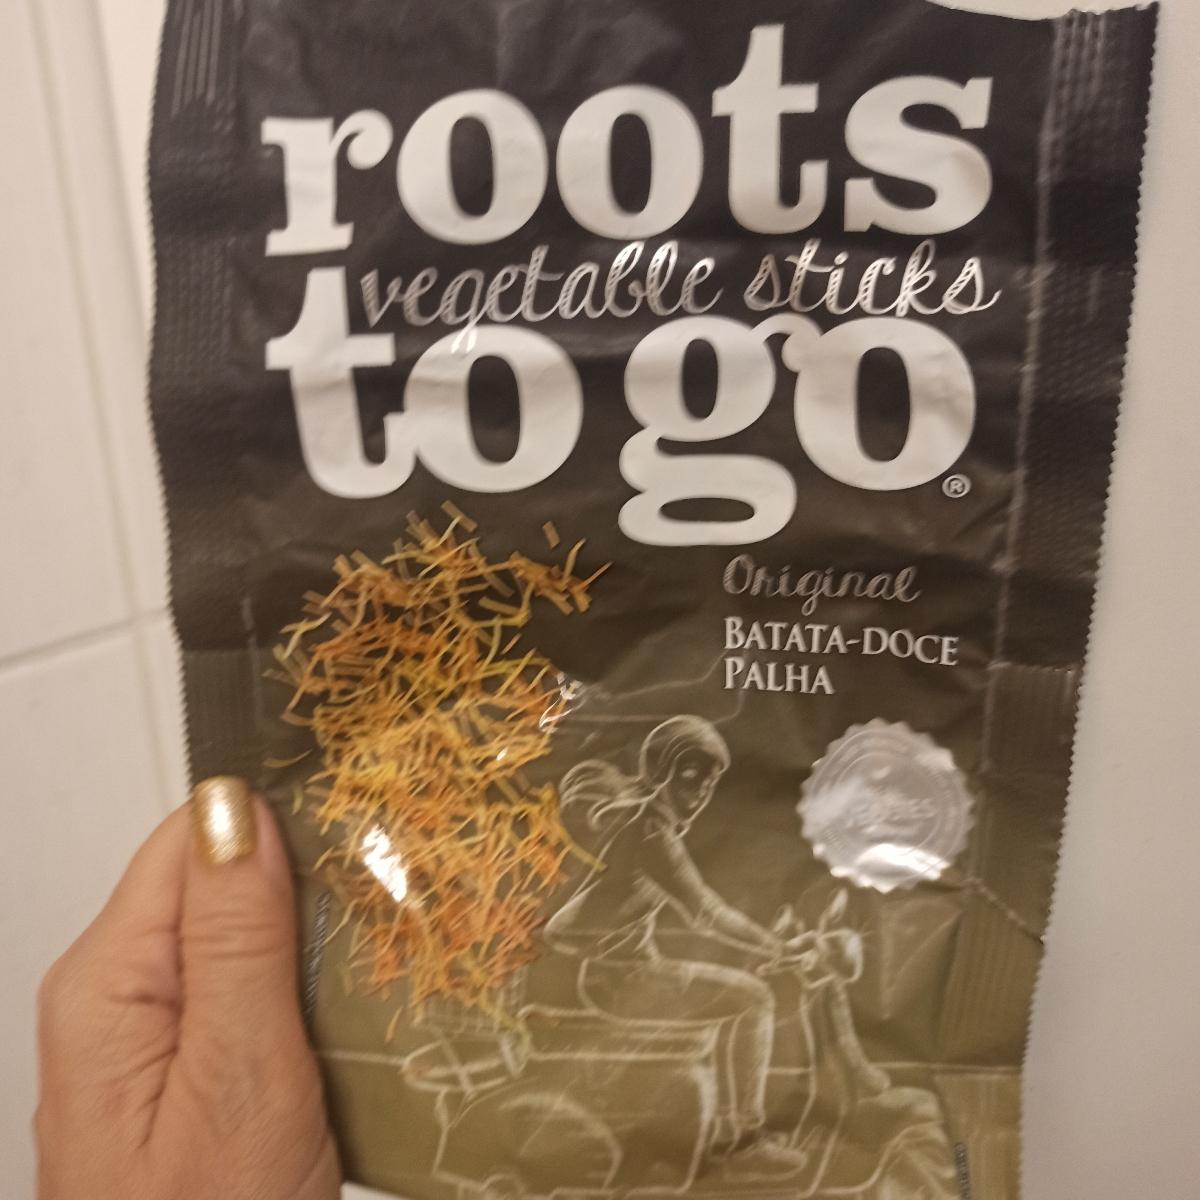 roots
vegetable sticks
to go®
Original
BATATA-DOCE
PALHA